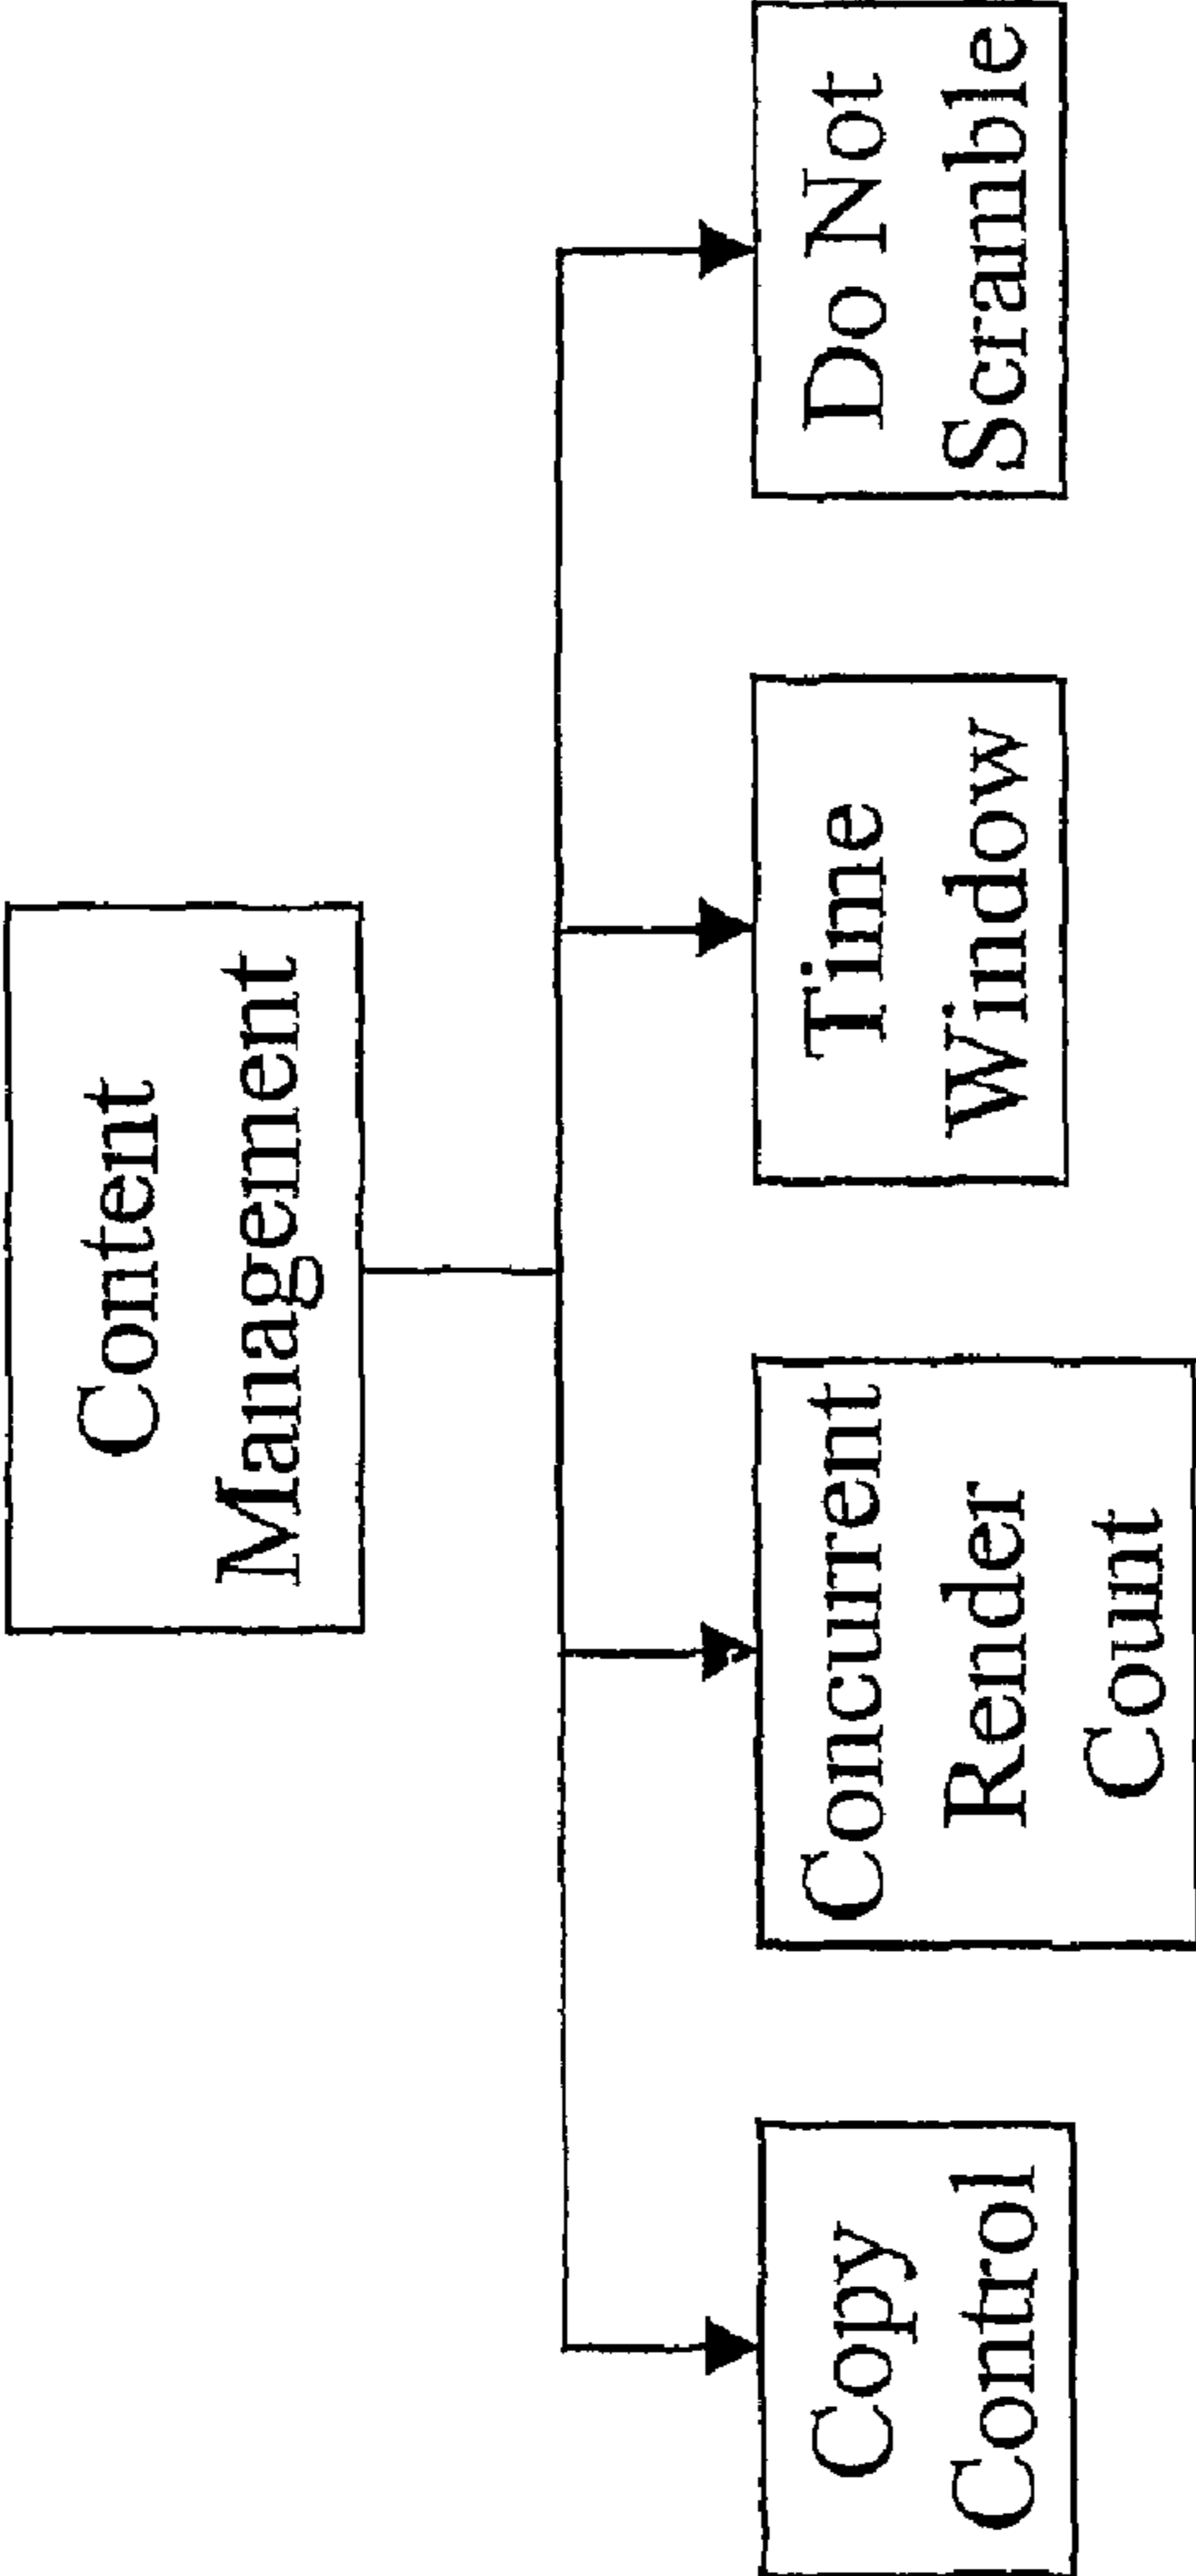 Content
Management
Copy
Control
Concurrent
Render
Count
Time
Window
Do Not
Scramble